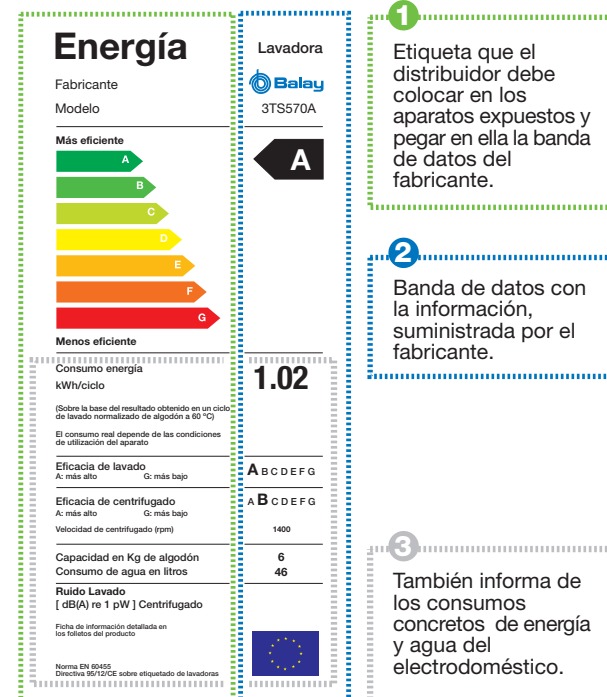 Energía
Lavadora
Fabricante
Balay
Modelo
3TS570A
Más eficiente
A
A
B
C
D
E
F
G
Menos eficiente
Consumo energía
kWh/ciclo
1.02
(Sobre la base del resultado obtenido en un ciclo
de lavado normalizado de algodón a 60 ºC)
El consumo real depende de las condiciones
de utilización del aparato
Eficacia de lavado
A: más alto G: más bajo
A B C D E F G
Eficacia de centrifugado
A: más alto G: más bajo
A B C D E F G
Velocidad de centrifugado (rpm)
1400
Capacidad en Kg de algodón
6
Consumo de agua en litros
46
Ruido Lavado
[ dB(A) re 1 pW ] Centrifugado
Ficha de información detallada en
los folletos del producto
Norma EN 60455
Directiva 95/12/CE sobre etiquetado de lavadoras
1
Etiqueta que el
distribuidor debe
colocar en los
aparatos expuestos y
pegar en ella la banda
de datos del
fabricante.
2
Banda de datos con
la información,
suministrada por el
fabricante.
3
También informa de
los consumos
concretos de energía
y agua del
electrodoméstico.